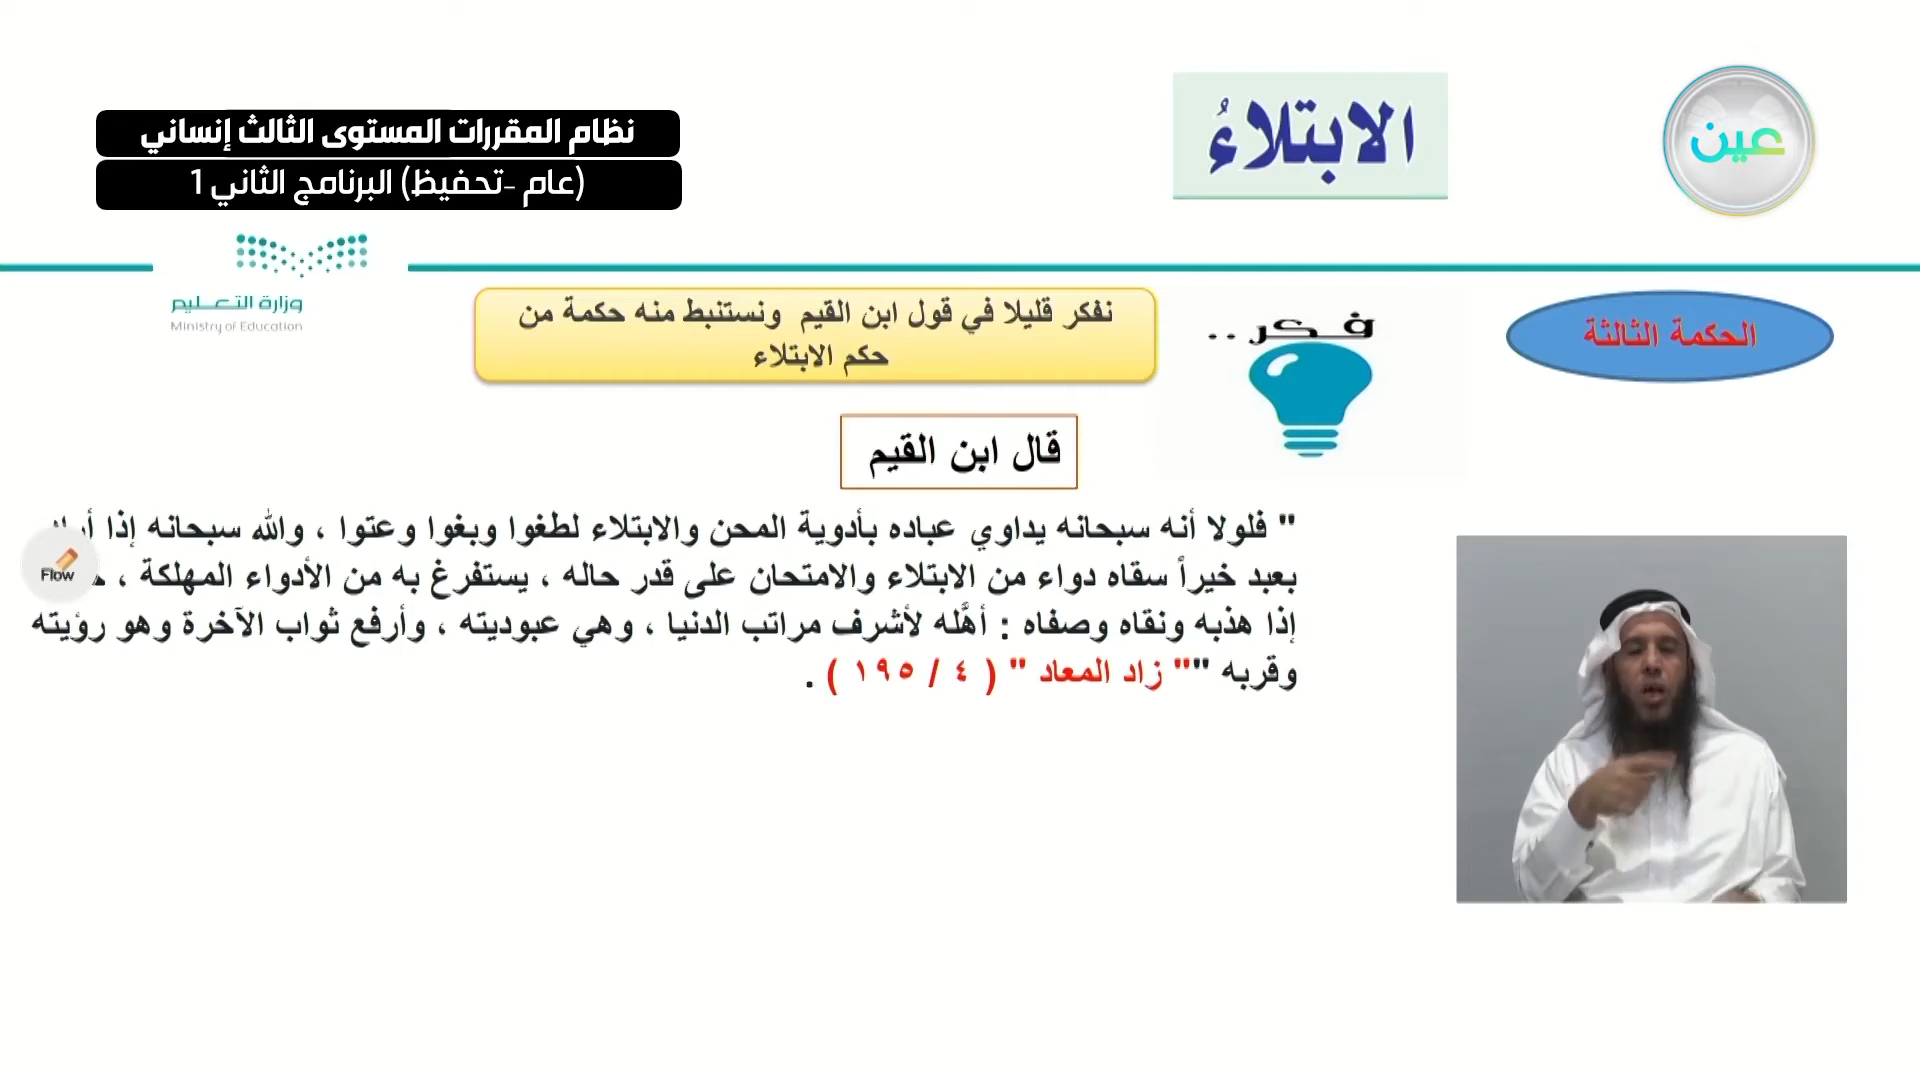 عين
الابتلاءُ
نظام المقررات المستوى الثالث إنساني
(عام -تحفيظ) البرنامج الثاني 1
وزارة التعـــليم
Ministry of Education
الحكمة الثالثة
فـكـر..
نفكر قليلا في قول ابن القيم ونستنبط منه حكمة من
حكم الابتلاء
قال ابن القيم
" فلولا أنه سبحانه يداوي عباده بأدوية المحن والابتلاء لطغوا وبغوا وعتوا ، والله سبحانه إذا
بعبد خيراً سقاه دواء من الابتلاء والامتحان على قدر حاله ، يستفرغ به من الأدواء المهلكة ،
إذا هذبه ونقاه وصفاه : أهَّله لأشرف مراتب الدنيا ، وهي عبوديته ، وأرفع ثواب الآخرة وهو رؤيته
وقربه "" زاد المعاد " ( ٤ / ١٩٥ ) .
Flow